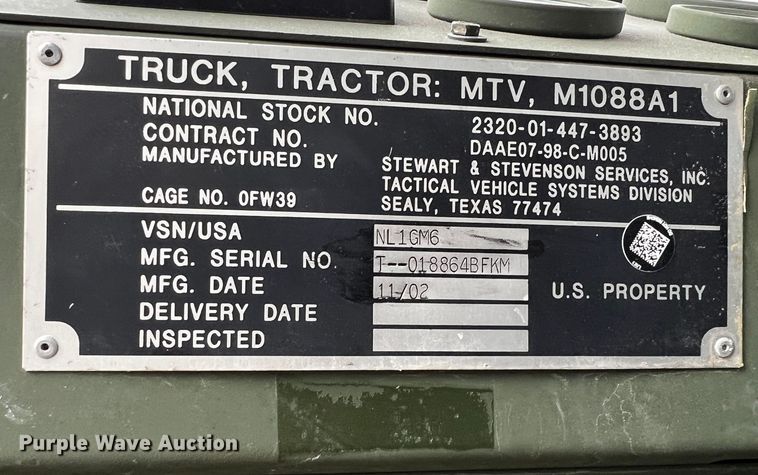 TRUCK, TRACTOR: MTV, M1088A1
NATIONAL STOCK NO. 2320-01-447-3893
CONTRACT NO. DAAE07-98-C-M005
MANUFACTURED BY STEWART & STEVENSON SERVICES, INC.
TACTICAL VEHICLE SYSTEMS DIVISION
CAGE NO. 0FW39 SEALY, TEXAS 77474
VSN/USA NL1GM6
MFG. SERIAL NO. T--018864BFKM
MFG. DATE 11/02
U.S. PROPERTY
DELIVERY DATE
INSPECTED
Purple Wave Auction